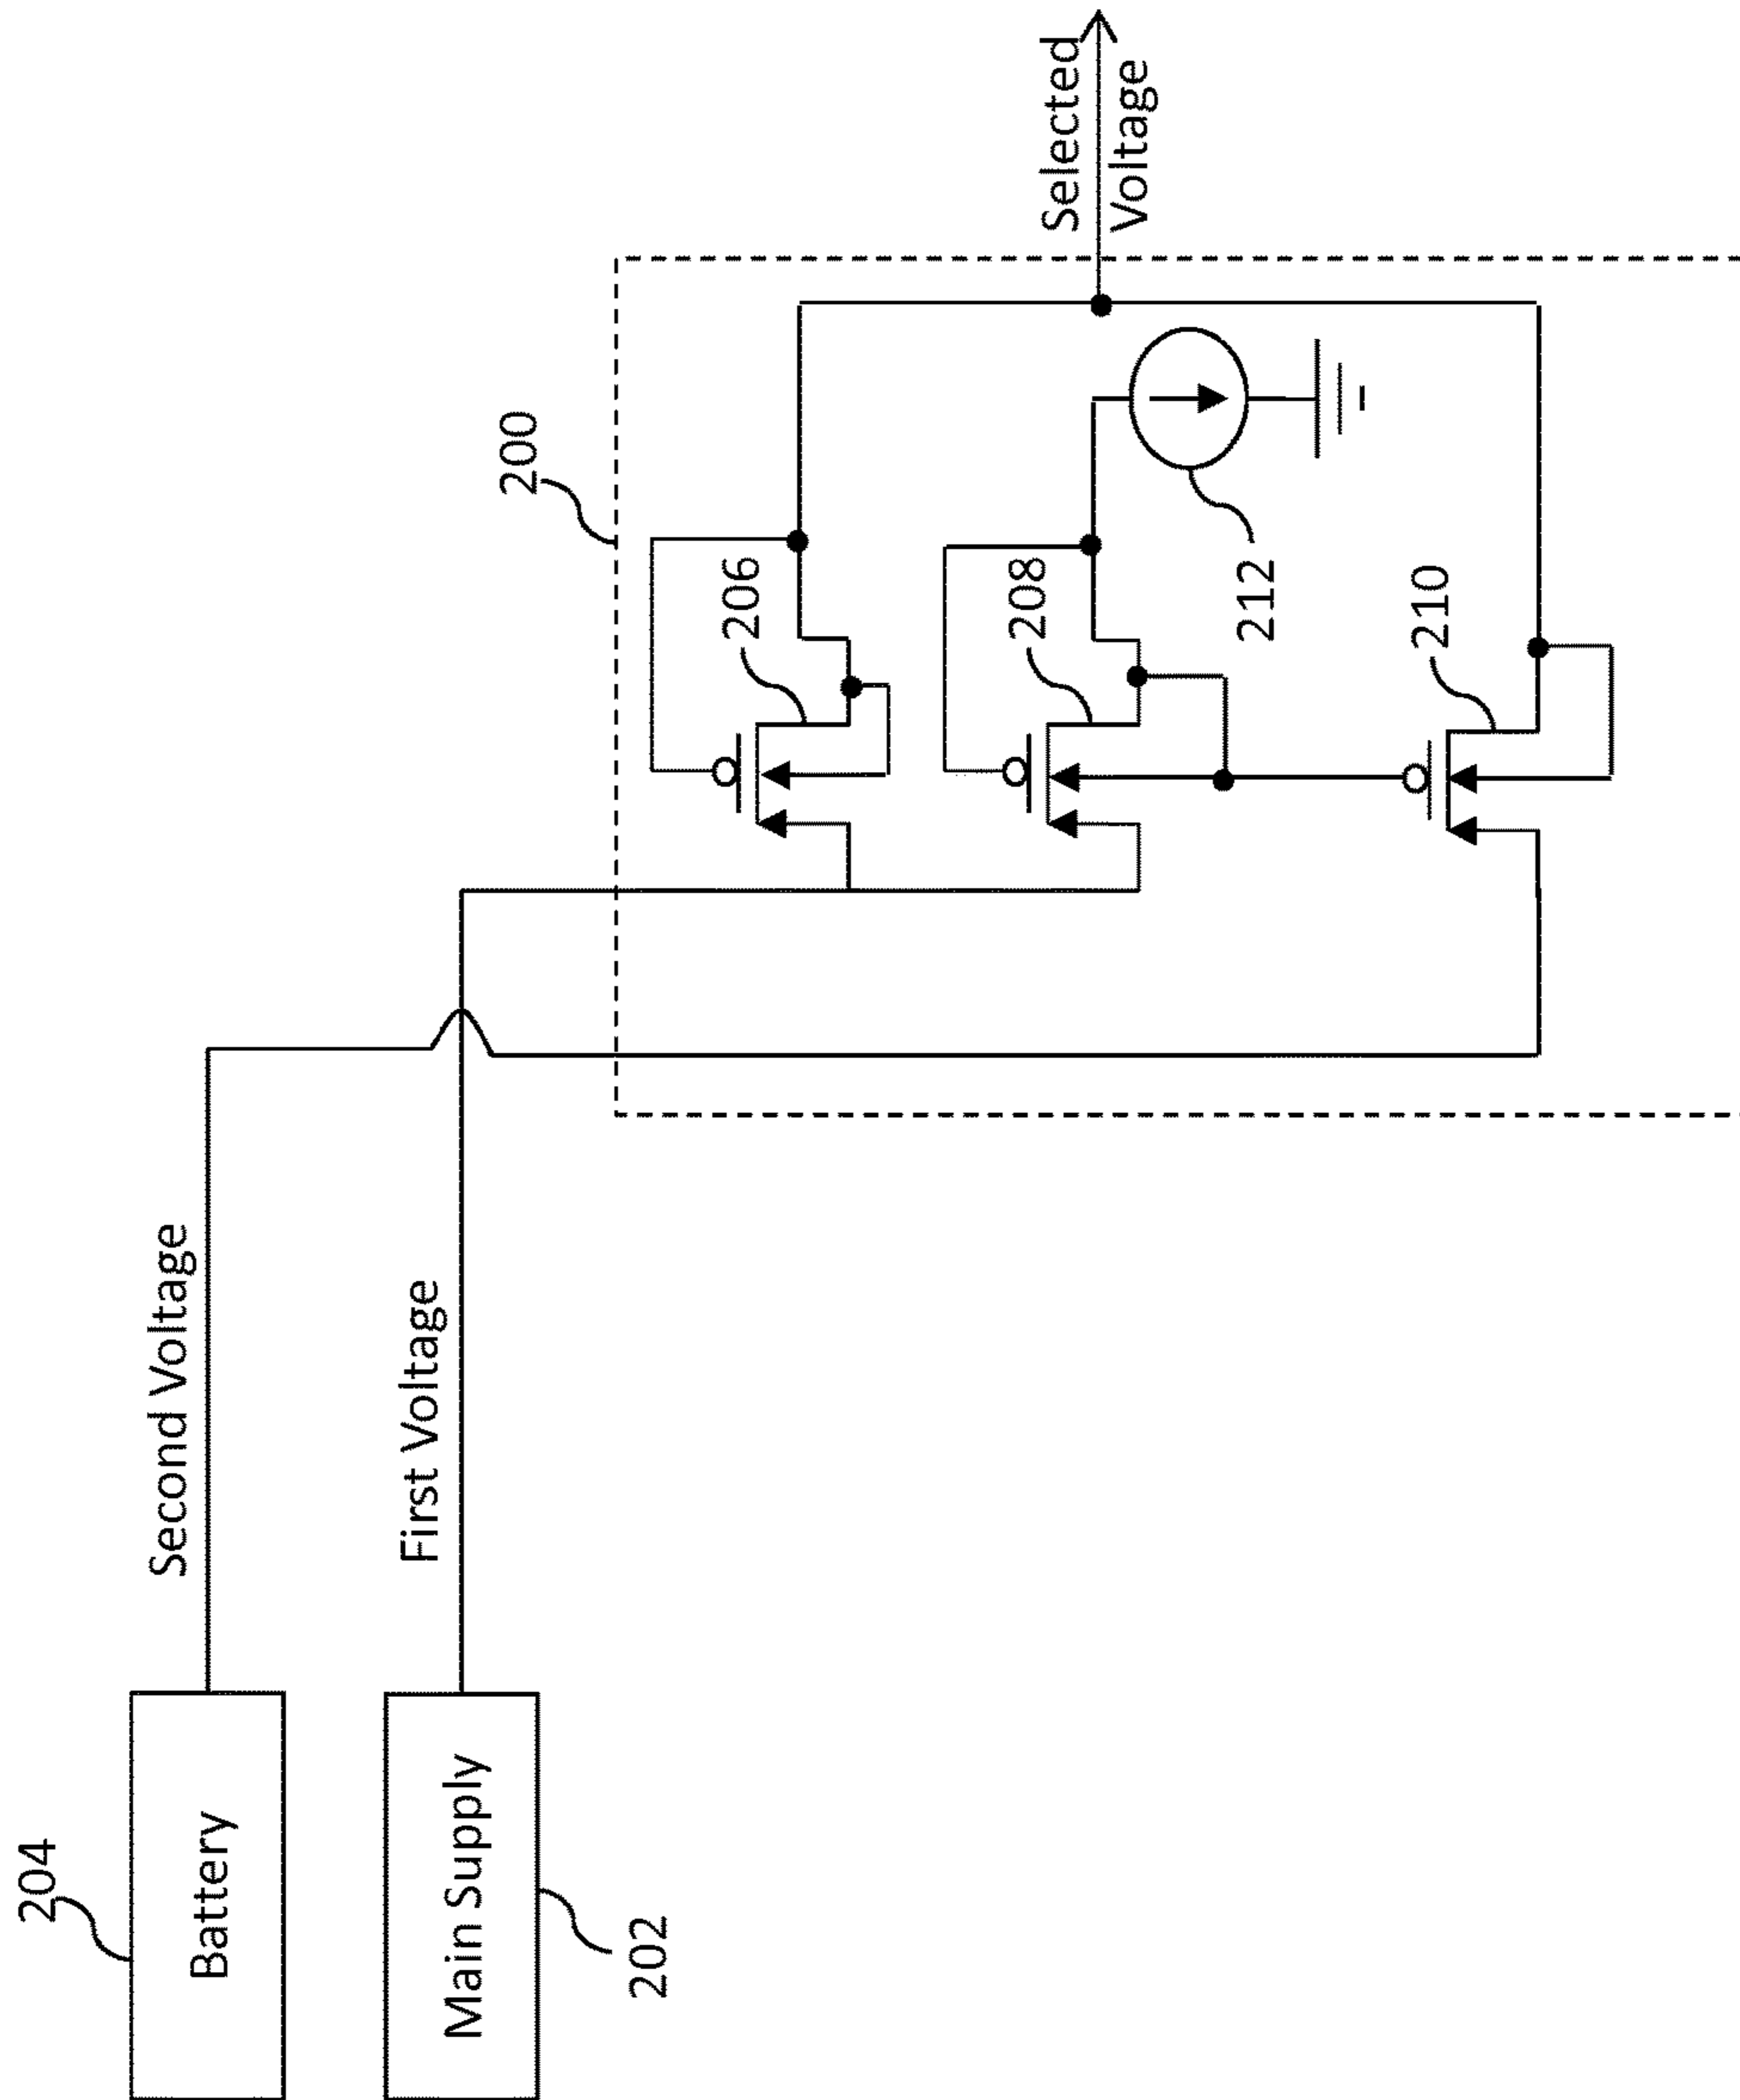 204
Battery
Second Voltage
Main Supply
202
First Voltage
200
206
208
212
210
Selected
Voltage